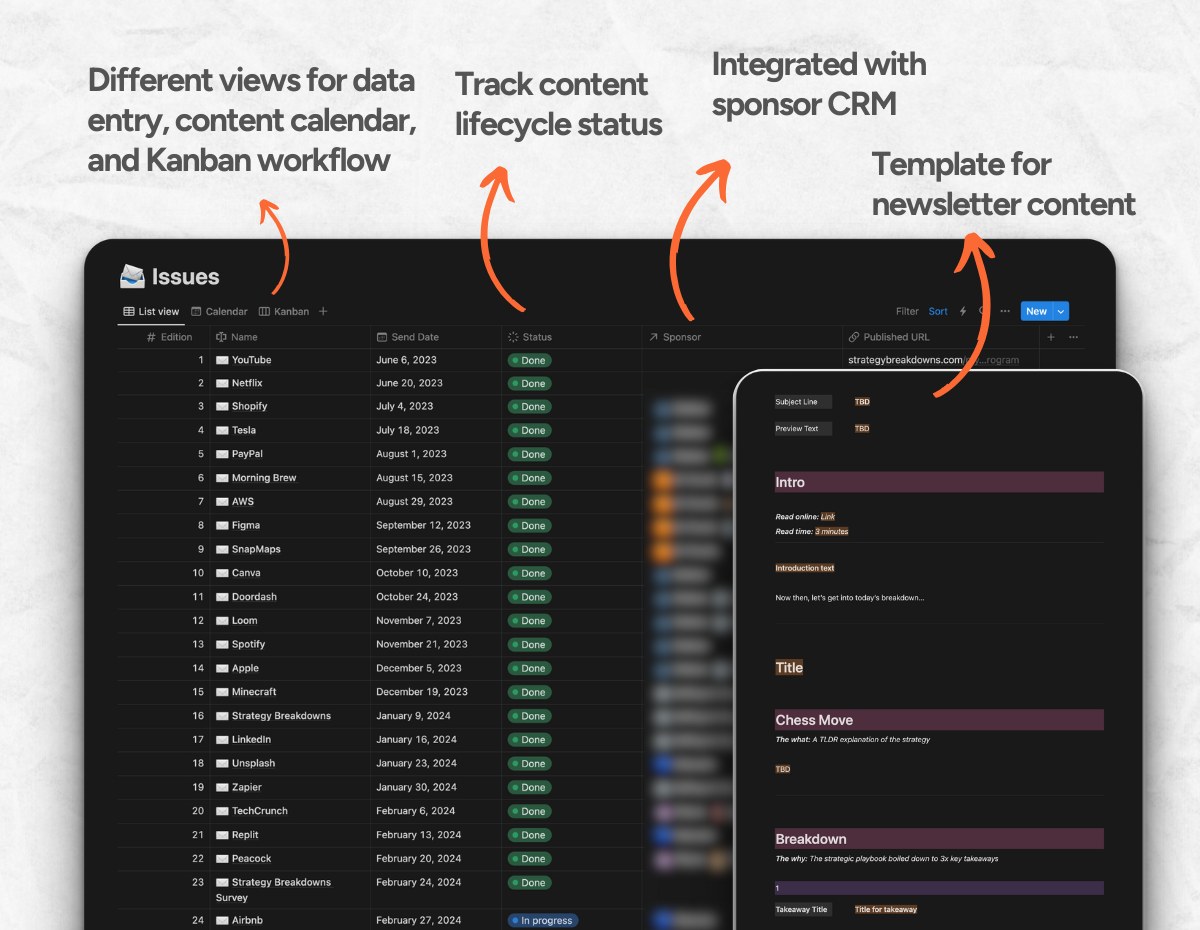 Different views for data
entry, content calendar,
and Kanban workflow
Track content
lifecycle status
Integrated with
sponsor CRM
Template for
newsletter content
Issues
List view Calendar Kanban +
Filter Sort New
# Edition Name Send Date Status Sponsor Published URL
1 YouTube June 6, 2023 Done strategybreakdowns.com/
2 Netflix June 20, 2023 Done
3 Shopify July 4, 2023 Done
4 Tesla July 18, 2023 Done
5 PayPal August 1, 2023 Done
6 Morning Brew August 15, 2023 Done
7 AWS August 29, 2023 Done
8 Figma September 12, 2023 Done
9 SnapMaps September 26, 2023 Done
10 Canva October 10, 2023 Done
11 Doordash October 24, 2023 Done
12 Loom November 7, 2023 Done
13 Spotify November 21, 2023 Done
14 Apple December 5, 2023 Done
15 Minecraft December 19, 2023 Done
16 Strategy Breakdowns January 9, 2024 Done
17 LinkedIn January 16, 2024 Done
18 Unsplash January 23, 2024 Done
19 Zapier January 30, 2024 Done
20 TechCrunch February 6, 2024 Done
21 Replit February 13, 2024 Done
22 Peacock February 20, 2024 Done
23 Strategy Breakdowns February 24, 2024 Done
Survey
24 Airbnb February 27, 2024 In progress
Subject Line TBD
Preview Text TBD
Intro
Read online: Link
Read time: 3 minutes
Introduction text
Now then, let's get into today's breakdown...
Title
Chess Move
The what: A TLDR explanation of the strategy
TBD
Breakdown
The why: The strategic playbook boiled down to 3x key takeaways
1
Takeaway Title Title for takeaway